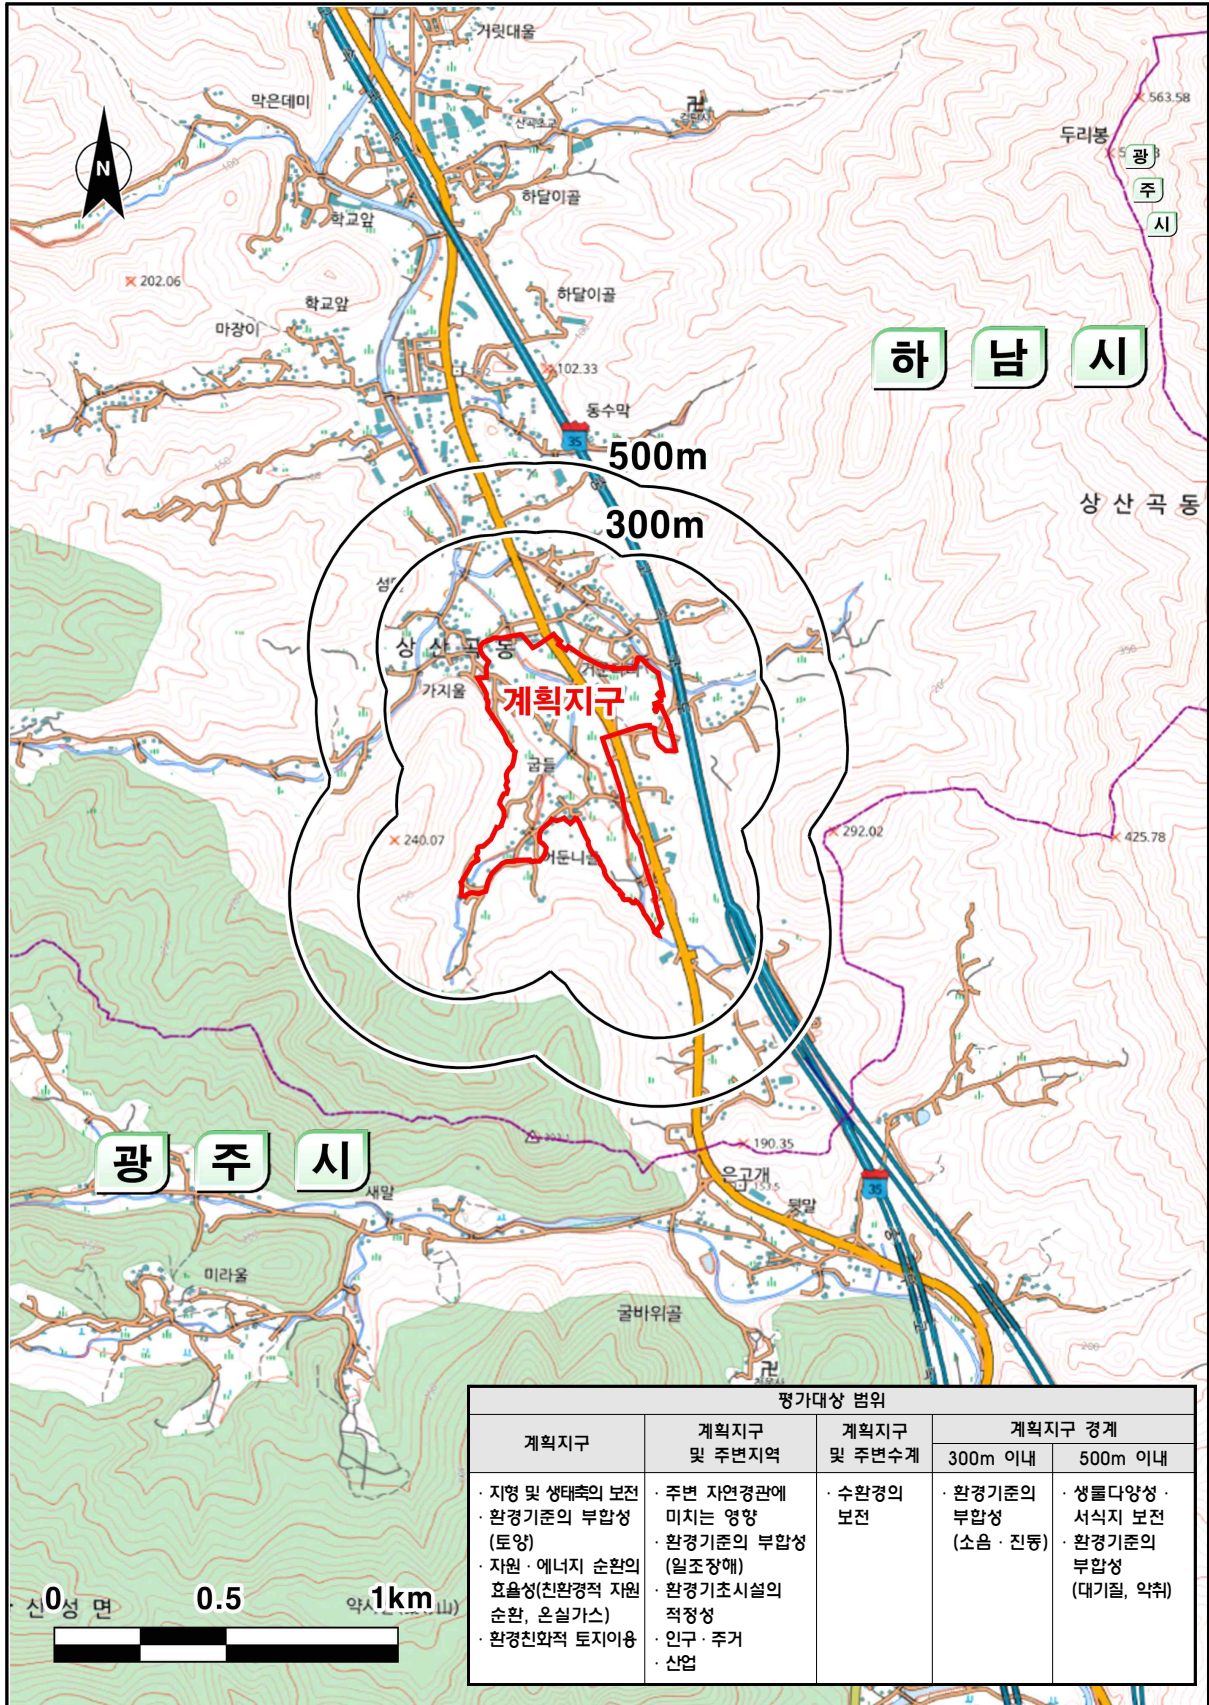 거릿대울
막은데미
563.58
두리봉
산곡초교
광
주
시
N
하달이골
학교앞
202.06
하달이골
학교앞
마장이
하 남 시
102.33
동수막
35
500m
상산곡동
300m
상산곡동
가지울
계획지구
굽들
292.02
425.78
240.07
어둔니골
190.35
광 주 시
은고개
153.5
35
새말
뒷말
미라울
굴바위골
평가대상 범위
계획지구
계획지구
및 주변지역
계획지구
및 주변수계
계획지구 경계
300m 이내
500m 이내
· 지형 및 생태축의 보전
· 환경기준의 부합성
(토양)
· 자원 · 에너지 순환의
효율성(친환경적 자원
순환, 온실가스)
· 환경친화적 토지이용
· 주변 자연경관에
미치는 영향
· 환경기준의 부합성
(일조장해)
· 환경기초시설의
적정성
· 인구 · 주거
· 산업
· 수환경의
보전
· 환경기준의
부합성
(소음 · 진동)
· 생물다양성 ·
서식지 보전
· 환경기준의
부합성
(대기질, 악취)
0 0.5 1km
신성면